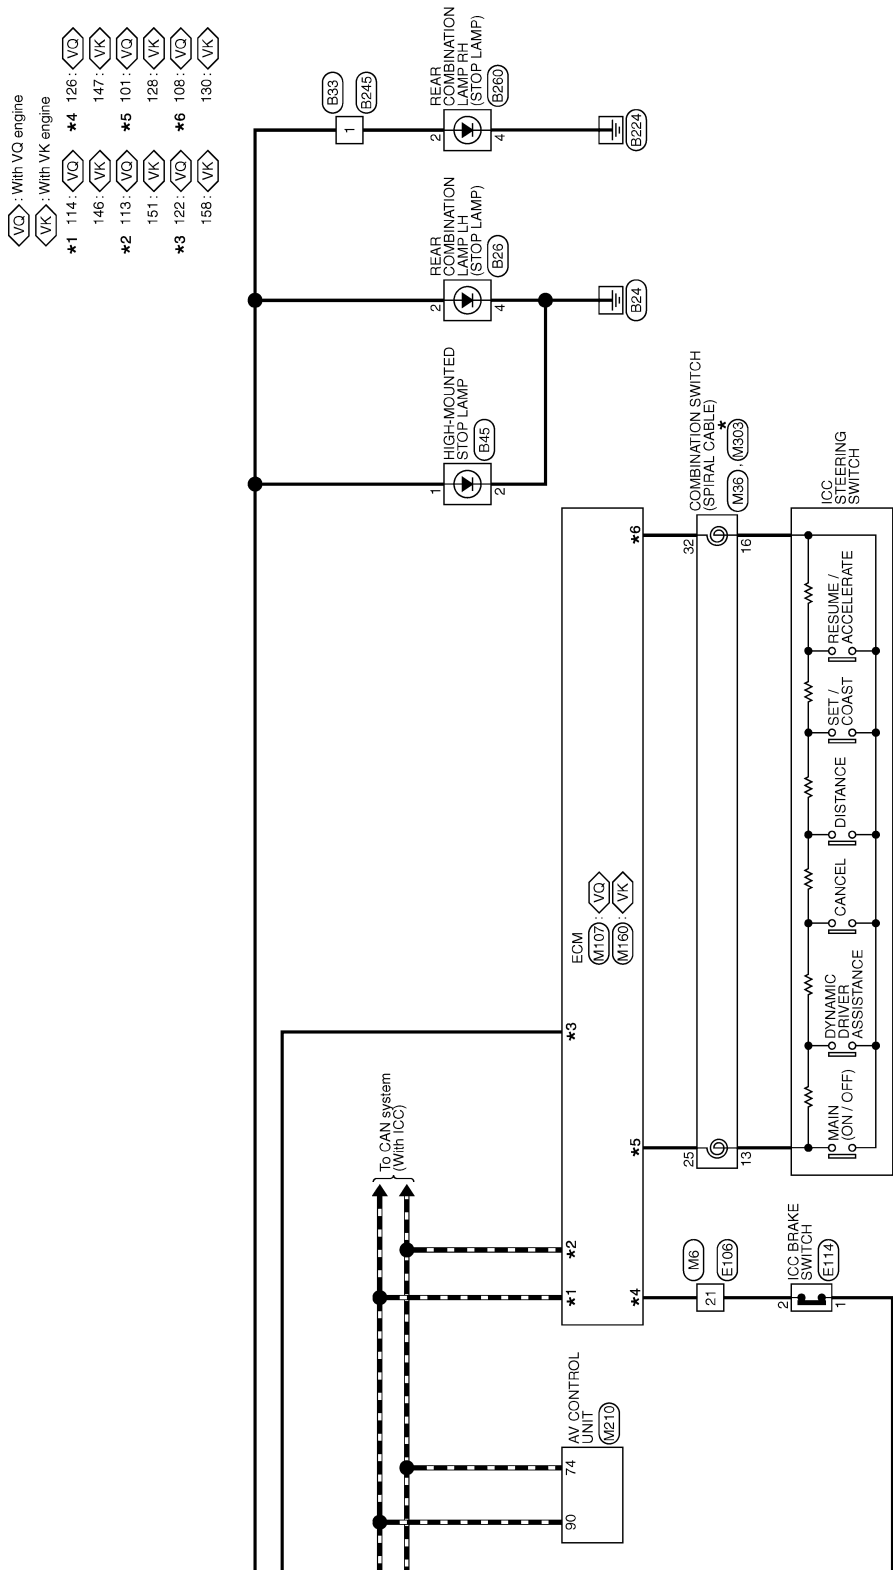 VQ : With VQ engine
VK : With VK engine
*1 114 : VQ
146 : VK
*2 113 : VQ
151 : VK
*3 122 : VQ
158 : VK
*4 126 : VQ
147 : VK
*5 101 : VQ
128 : VK
*6 108 : VQ
130 : VK
To CAN system
(With ICC)
B33
1
B245
HIGH-MOUNTED
STOP LAMP
B45
1
2
REAR
COMBINATION
LAMP LH
(STOP LAMP)
B26
2
4
REAR
COMBINATION
LAMP RH
(STOP LAMP)
B260
2
4
B24
B224
AV CONTROL
UNIT
M210
90
74
ECM
M107 : VQ
M160 : VK
*1
*2
*3
*4
*5
*6
M6
21
E106
COMBINATION SWITCH
(SPIRAL CABLE)
M36 , M303 *
25
32
13
16
ICC BRAKE
SWITCH
E114
2
1
ICC
STEERING
SWITCH
MAIN
(ON / OFF)
DYNAMIC
DRIVER
ASSISTANCE
CANCEL
DISTANCE
SET /
COAST
RESUME /
ACCELERATE